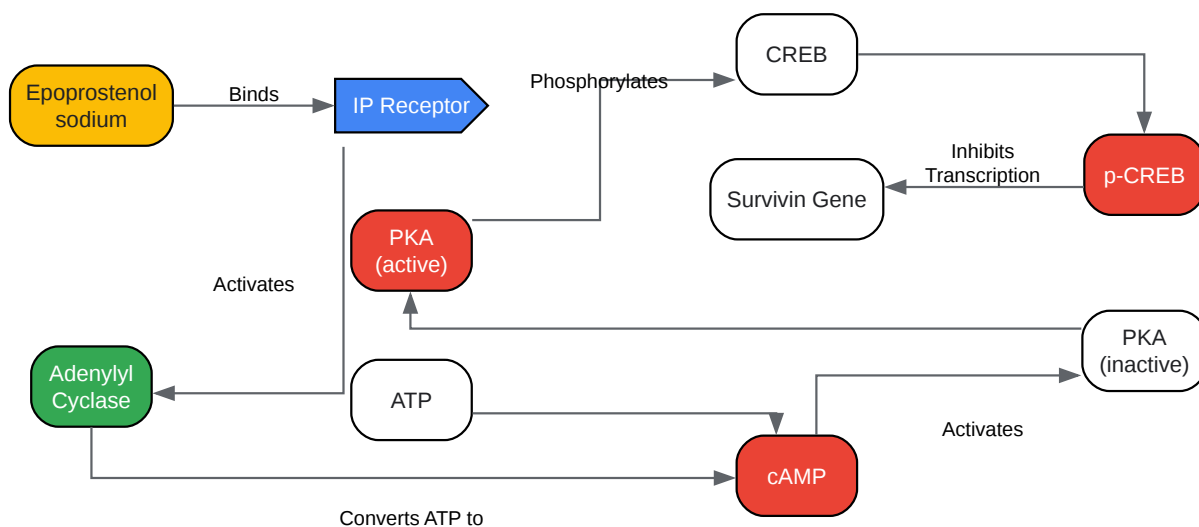 CREB
Phosphorylates
Epoprostenol
sodium
Binds
IP Receptor
Inhibits
Transcription
p-CREB
Survivin Gene
PKA
(active)
Activates
PKA
(inactive)
Adenylyl
Cyclase
ATP
Activates
cAMP
Converts ATP to